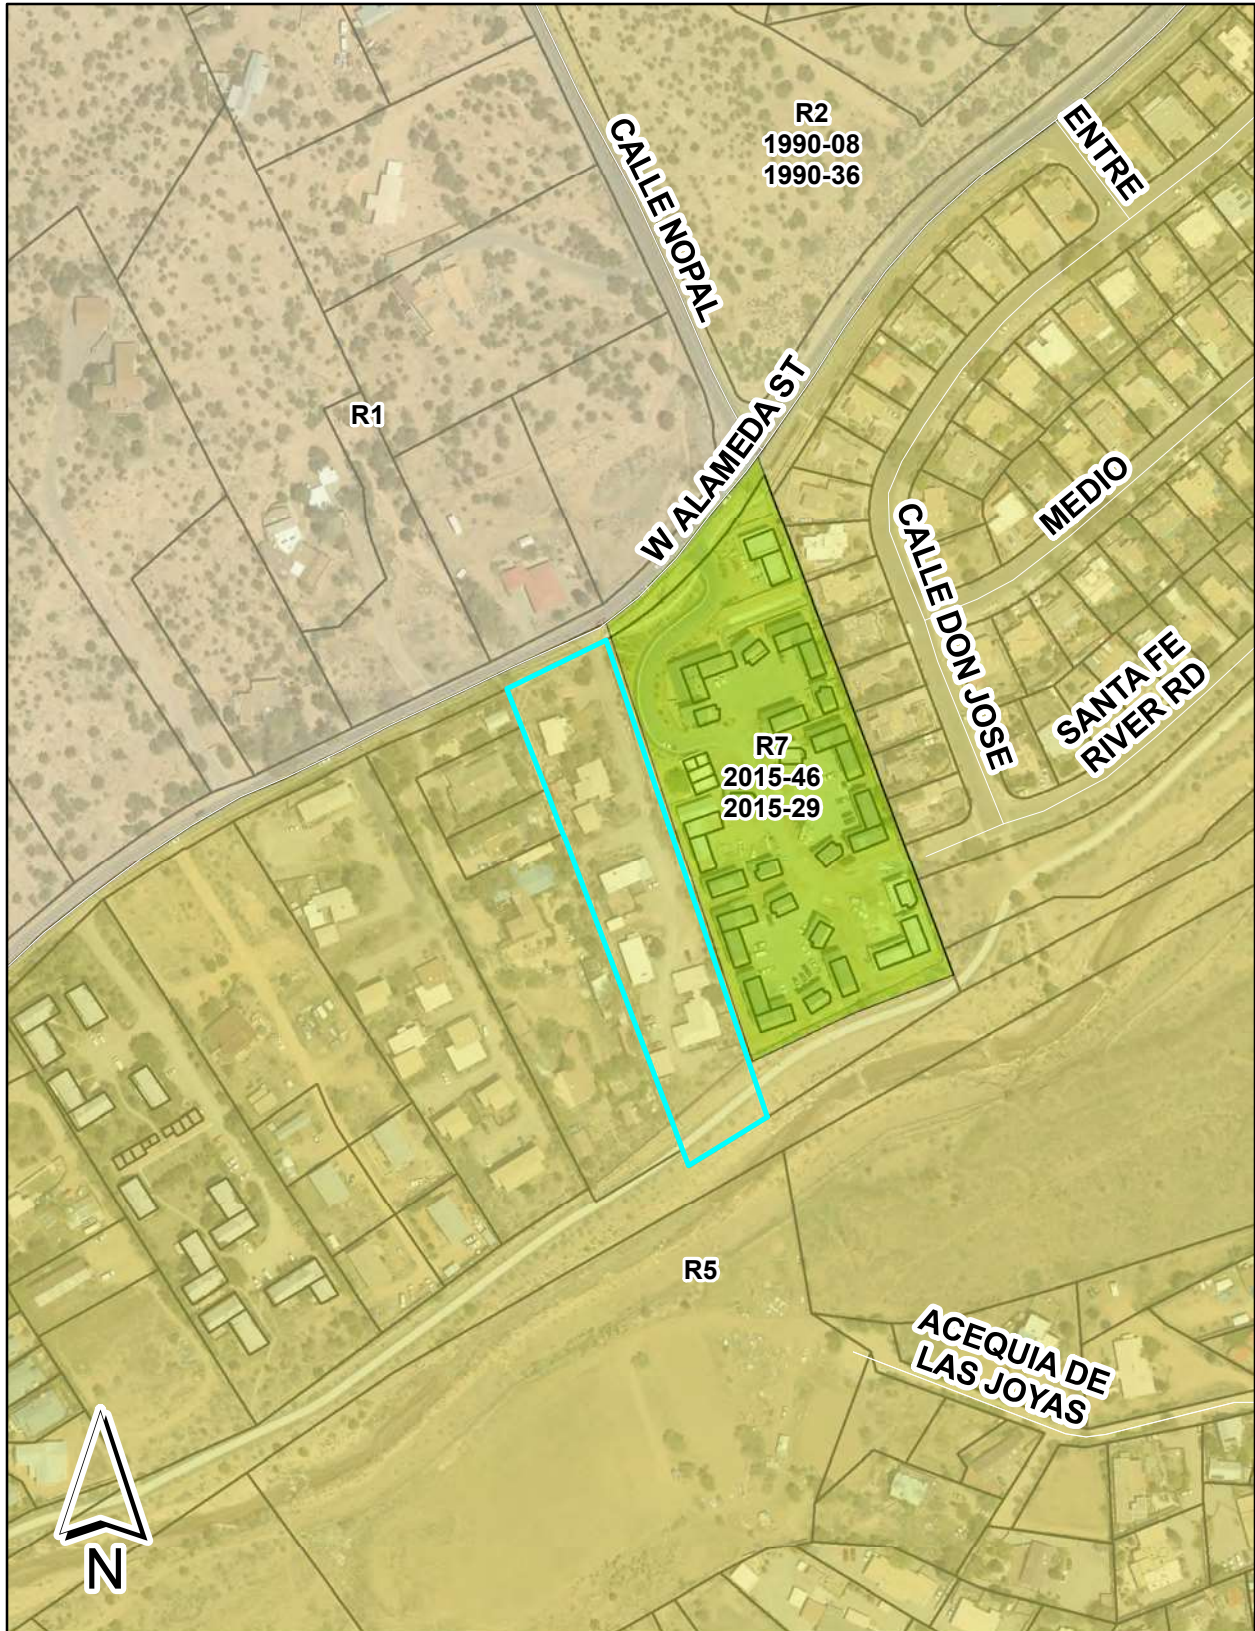 R2
1990-08
1990-36
ENTRE
CALLE NOPAL
R1
W ALAMEDA ST
MEDIO
CALLE DON JOSE
SANTA FE
RIVER RD
R7
2015-46
2015-29
R5
ACEQUIA DE
LAS JOYAS
N